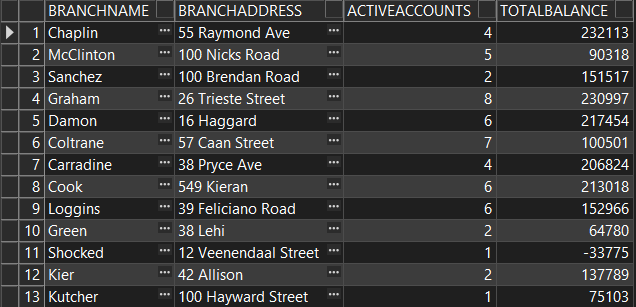 BRANCHNAME BRANCHADDRESS ACTIVEACCOUNTS TOTALBALANCE
1 Chaplin ... 55 Raymond Ave ... 4 232113
2 McClinton ... 100 Nicks Road ... 5 90318
3 Sanchez ... 100 Brendan Road ... 2 151517
4 Graham ... 26 Trieste Street ... 8 230997
5 Damon ... 16 Haggard ... 6 217454
6 Coltrane ... 57 Caan Street ... 7 100501
7 Carradine ... 38 Pryce Ave ... 4 206824
8 Cook ... 549 Kieran ... 6 213018
9 Loggins ... 39 Feliciano Road ... 6 152966
10 Green ... 38 Lehi ... 2 64780
11 Shocked ... 12 Veenendaal Street ... 1 -33775
12 Kier ... 42 Allison ... 2 137789
13 Kutcher ... 100 Hayward Street ... 1 75103